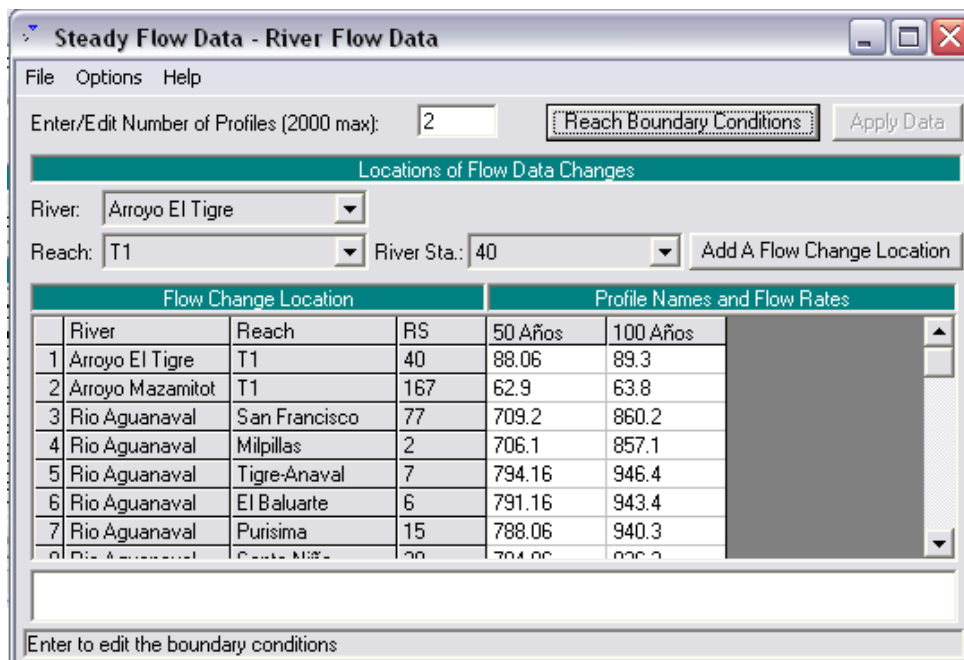 Steady Flow Data - River Flow Data
File Options Help
Enter/Edit Number of Profiles (2000 max): 2 Reach Boundary Conditions Apply Data
Locations of Flow Data Changes
River: Arroyo El Tigre
Reach: T1 River Sta.: 40 Add A Flow Change Location
Flow Change Location Profile Names and Flow Rates
River Reach RS 50 Años 100 Años
1 Arroyo El Tigre T1 40 88.06 89.3
2 Arroyo Mazamitot T1 167 62.9 63.8
3 Rio Aguanaval San Francisco 77 709.2 860.2
4 Rio Aguanaval Milpillas 2 706.1 857.1
5 Rio Aguanaval Tigre-Anaval 7 794.16 946.4
6 Rio Aguanaval El Baluarte 6 791.16 943.4
7 Rio Aguanaval Purisima 15 788.06 940.3
Enter to edit the boundary conditions